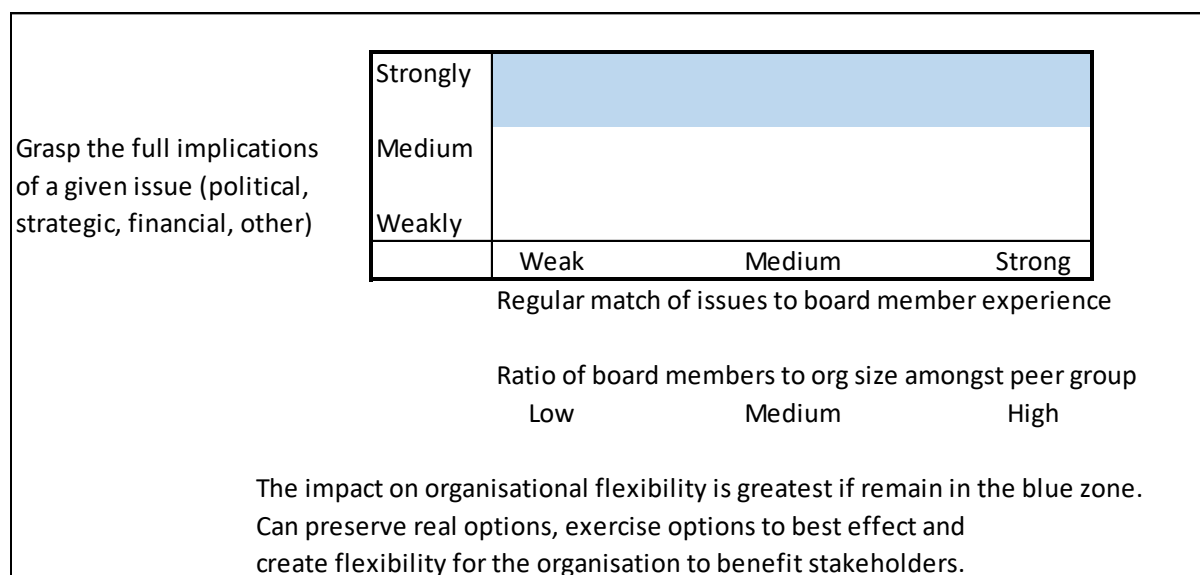 Strongly
Grasp the full implications
Medium
of a given issue (political,
strategic, financial, other)
Weakly
Weak Medium Strong
Regular match of issues to board member experience
Ratio of board members to org size amongst peer group
Low Medium High
The impact on organisational flexibility is greatest if remain in the blue zone.
Can preserve real options, exercise options to best effect and
create flexibility for the organisation to benefit stakeholders.